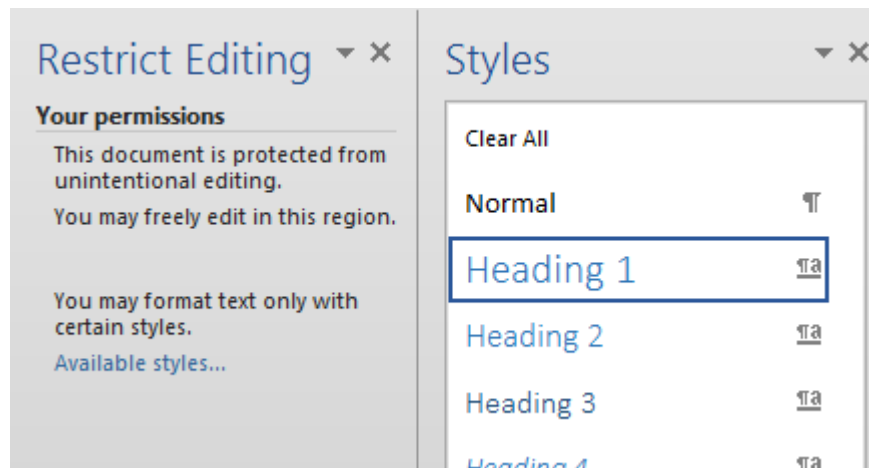 Restrict Editing
Your permissions
This document is protected from
unintentional editing.
You may freely edit in this region.
You may format text only with
certain styles.
Available styles...
Styles
Clear All
Normal ¶
Heading 1 ¶a
Heading 2 ¶a
Heading 3 ¶a
Heading 4 ¶a